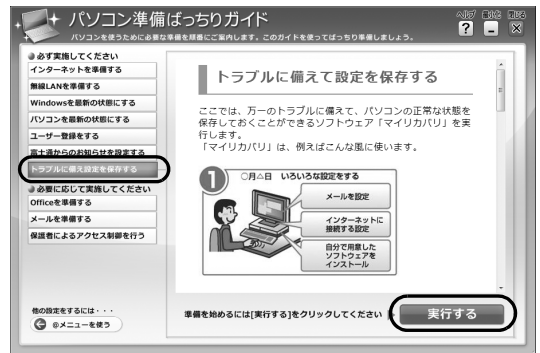 パソコン準備ばっちりガイド
パソコンを使うために必要な準備を順番にご案内します。このガイドを使ってばっちり準備しましょう。
ヘルプ 最小化 閉じる
?
必ず実施してください
インターネットを準備する
無線LANを準備する
Windowsを最新の状態にする
パソコンを最新の状態にする
ユーザー登録をする
富士通からのお知らせを設定する
トラブルに備え設定を保存する
必要に応じて実施してください
Officeを準備する
メールを準備する
保護者によるアクセス制御を行う
他の設定をするには・・・
@メニューを使う
トラブルに備えて設定を保存する
ここでは、万一のトラブルに備えて、パソコンの正常な状態を
保存しておくことができるソフトウェア「マイリカバリ」を実
行します。
「マイリカバリ」は、例えばこんな風に使います。
1
○月△日 いろいろな設定をする
メールを設定
インターネットに
接続する設定
自分で用意した
ソフトウェアを
インストール
準備を始めるには[実行する]をクリックしてください
実行する